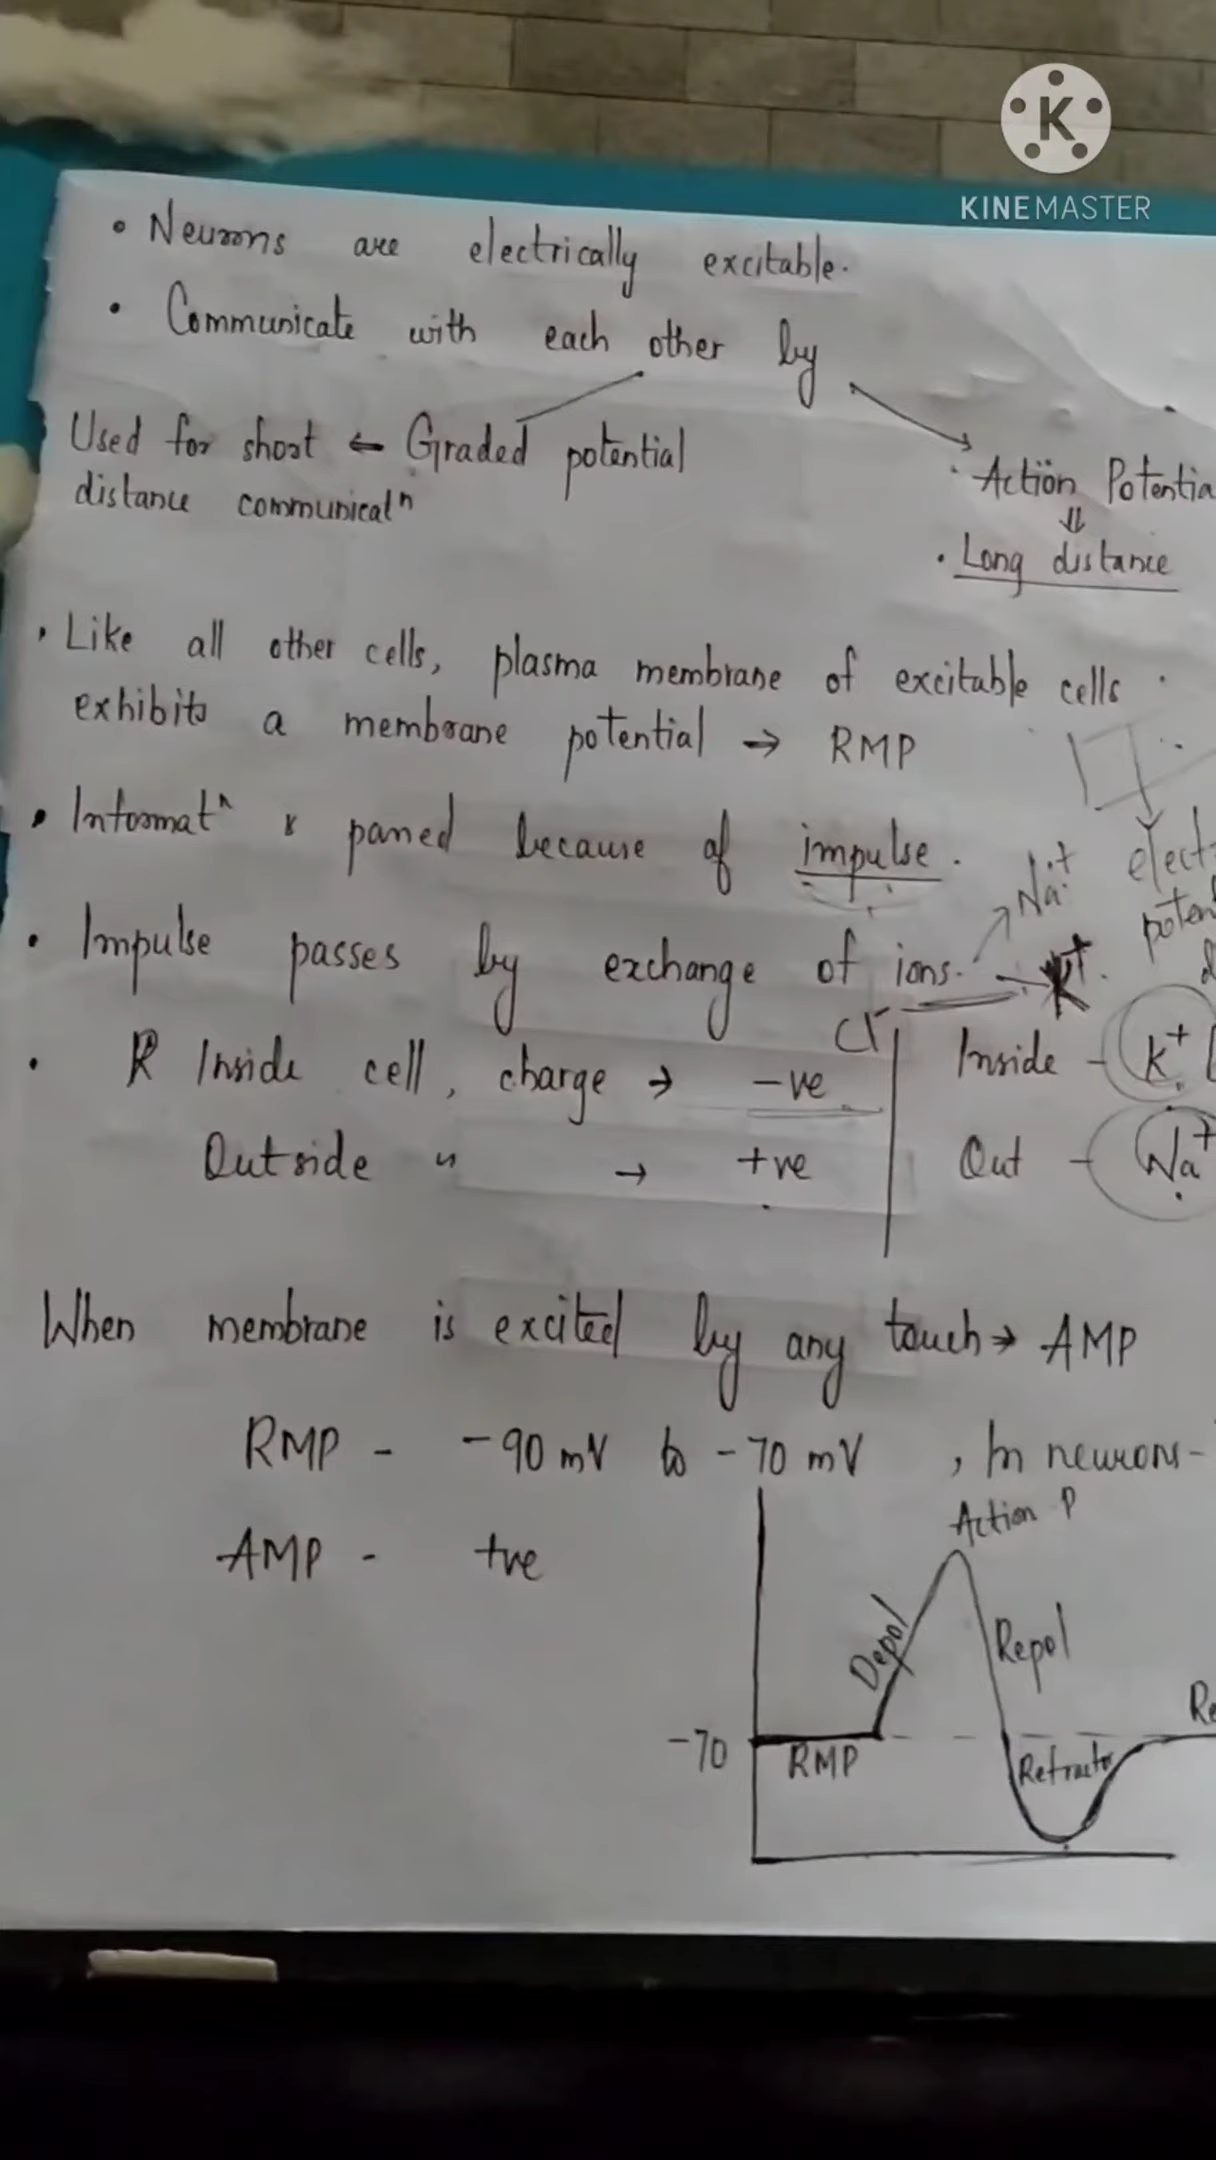 K
KINEMASTER
• Neurons are electrically excitable.
• Communicate with each other by
Used for short ← Graded potential
distance communicatⁿ
Action Potentia
⇓
• Long distance
• Like all other cells, plasma membrane of excitable cells
exhibits a membrane potential → RMP
• Informatⁿ is passed because of impulse.
Na+
elect
poten
• Impulse passes by exchange of ions. → K+
Cl-
• Inside cell, charge → -ve
Outside " → +ve
Inside - K+
Out - Na+
When membrane is excited by any touch → AMP
RMP - -90 mV to -70 mV , In neurons -
AMP - +ve
Action P
Depol
Repol
Re
-70
RMP
Refracto